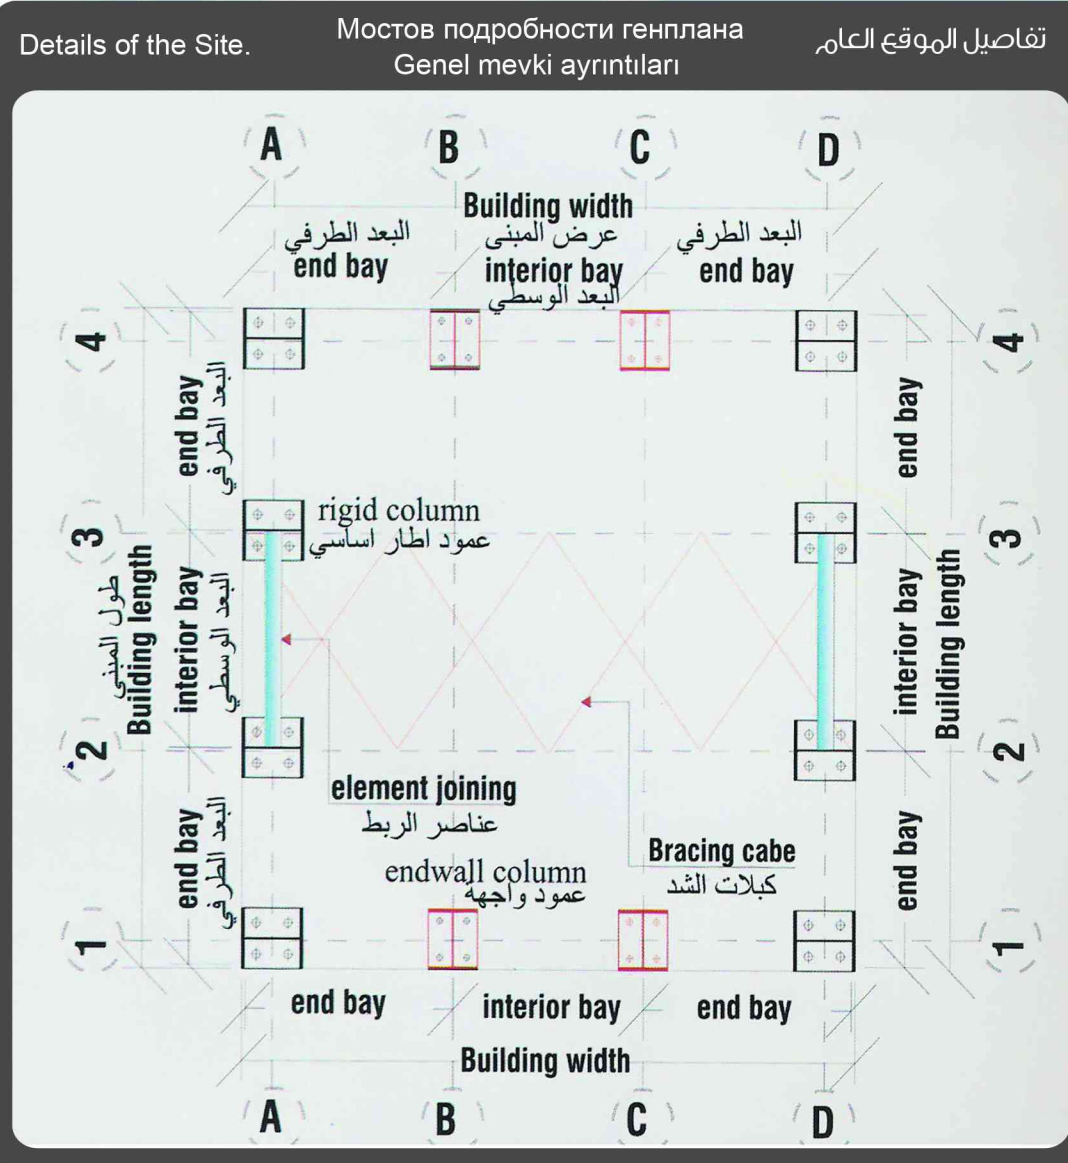 Details of the Site.
Мостов подробности генплана
Genel mevki ayrıntıları
تفاصيل الموقع العام
A
B
C
D
Building width
عرض المبنى
البعد الطرفي
end bay
interior bay
البعد الوسطي
البعد الطرفي
end bay
4
4
end bay
البعد الطرفي
end bay
3
rigid column
عمود اطار اساسي
3
طول المبنى
Building length
interior bay
البعد الوسطي
interior bay
Building length
2
2
element joining
عناصر الربط
end bay
البعد الطرفي
endwall column
عمود واجهة
Bracing cabe
كبلات الشد
end bay
1
1
end bay
interior bay
end bay
Building width
A
B
C
D